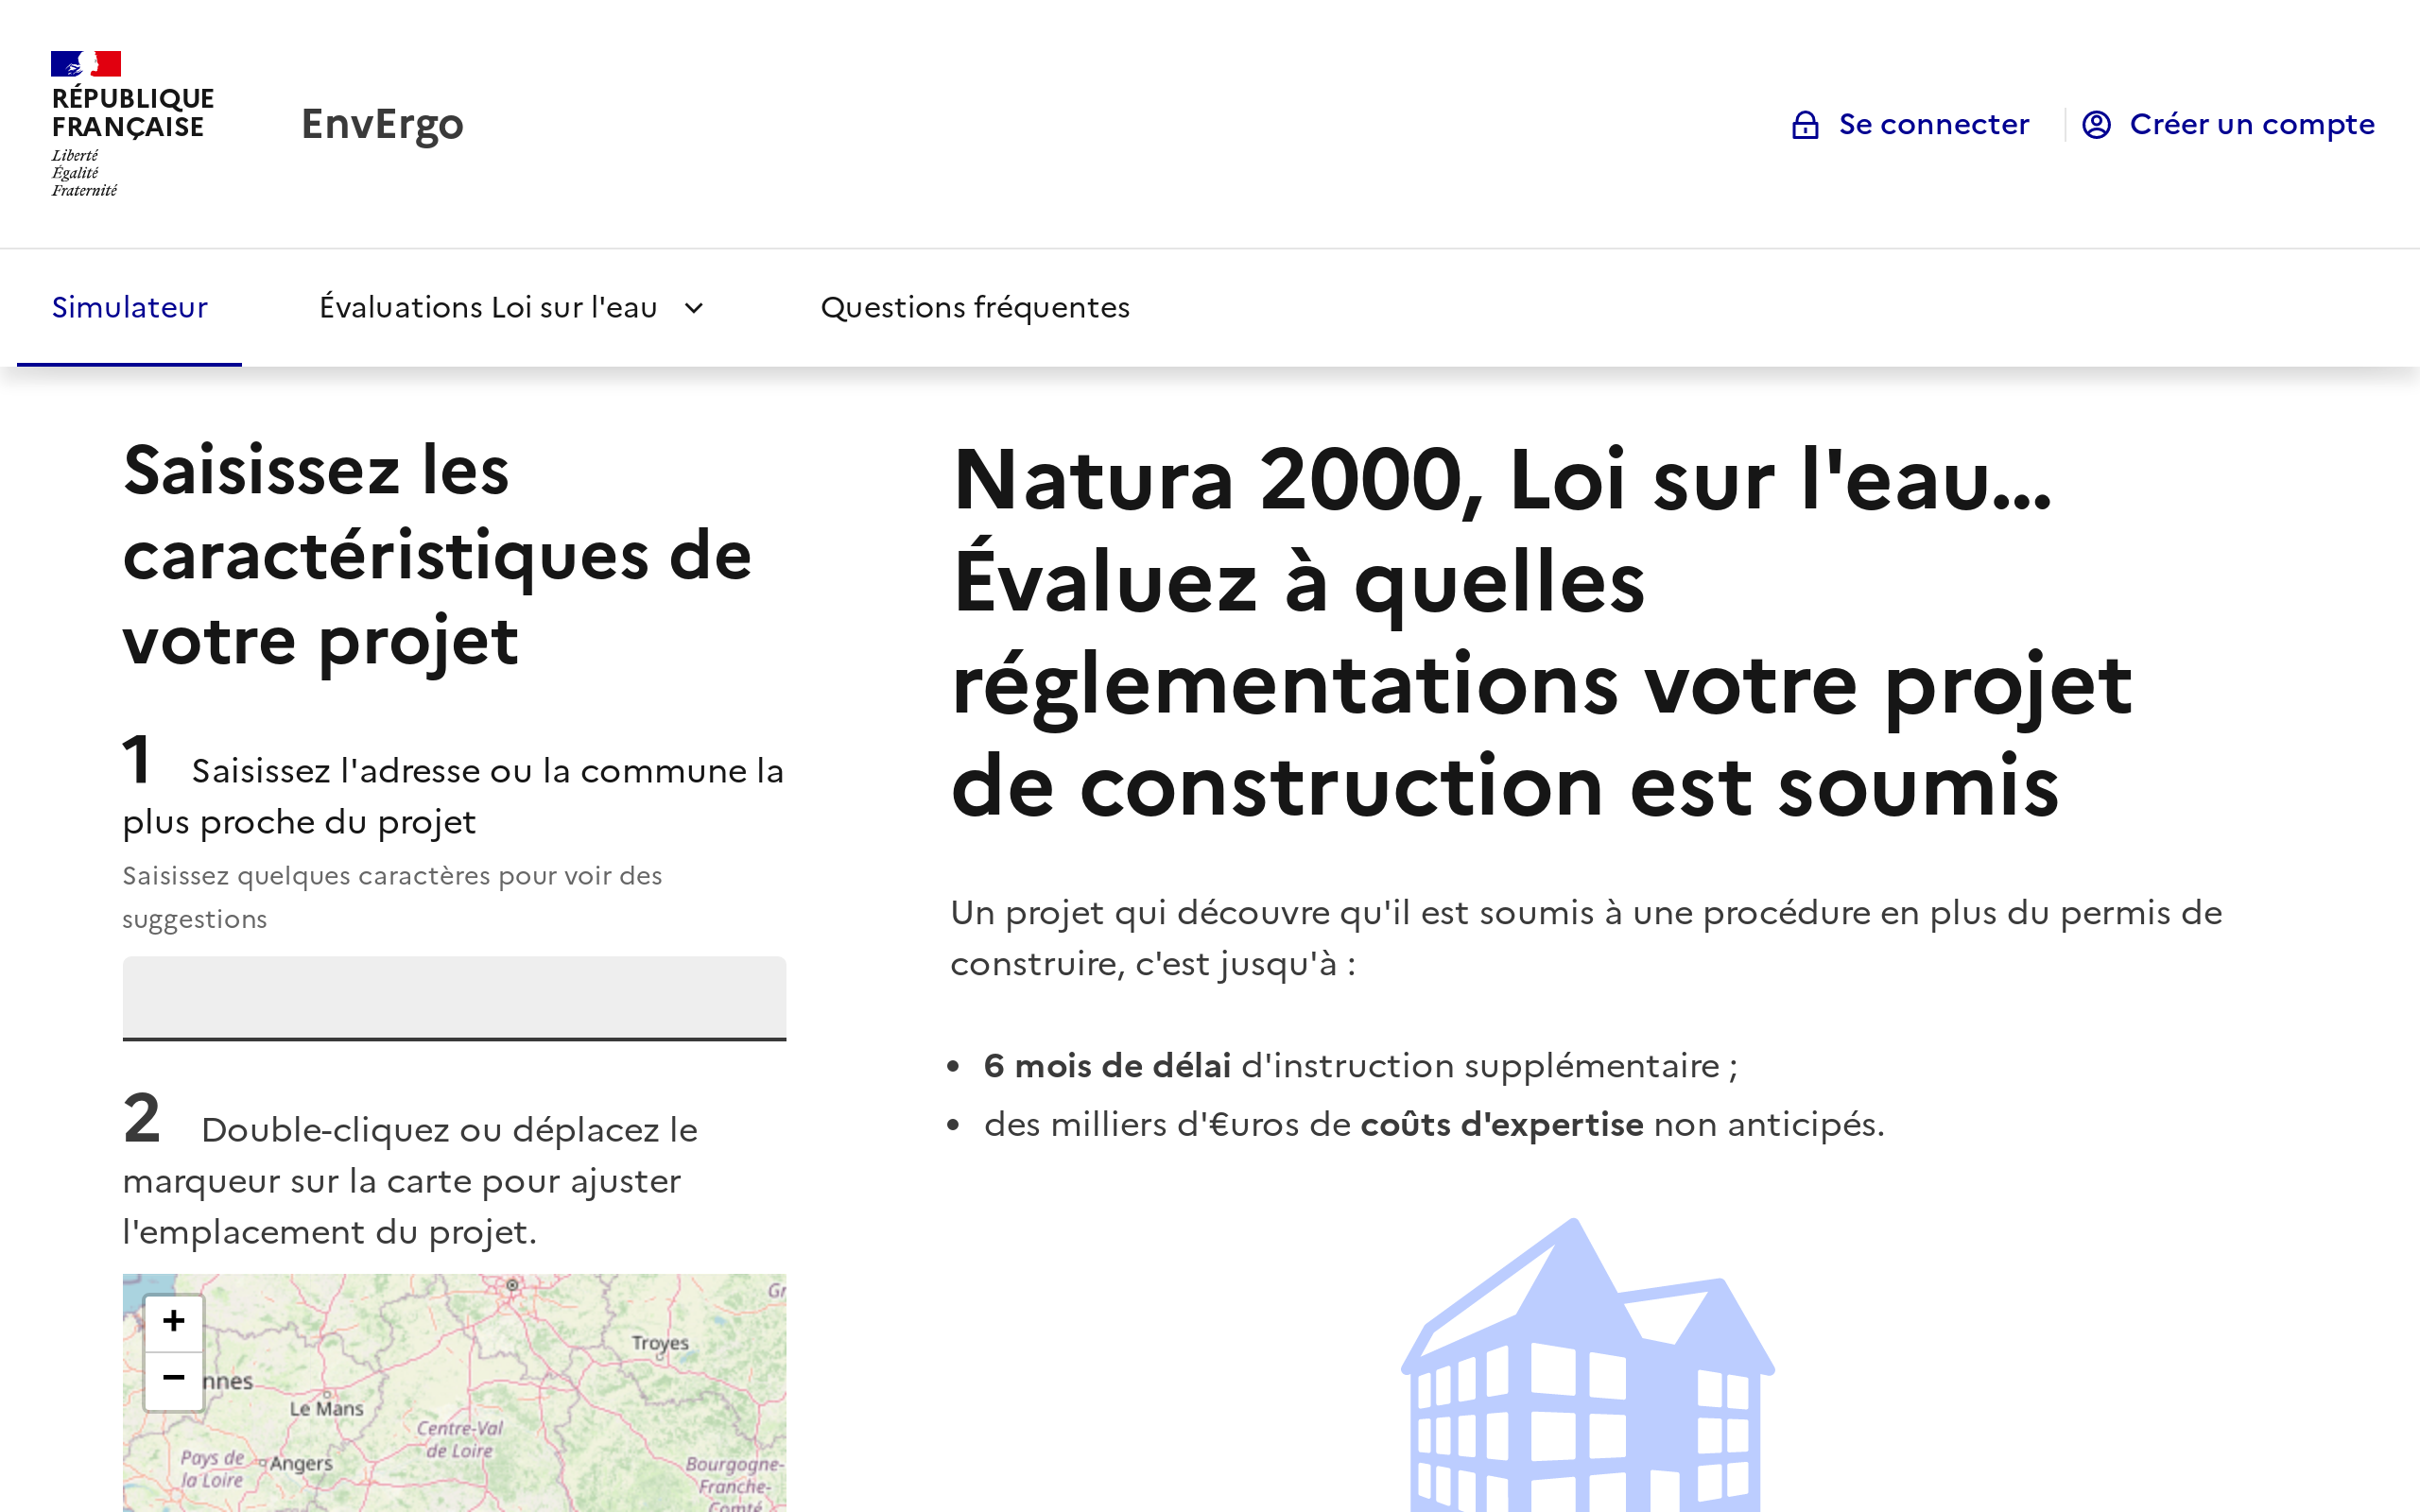 RÉPUBLIQUE
FRANÇAISE
Liberté
Égalité
Fraternité
EnvErgo
Se connecter
Créer un compte
Simulateur
Évaluations Loi sur l'eau
Questions fréquentes
Saisissez les
caractéristiques de
votre projet
1 Saisissez l'adresse ou la commune la
plus proche du projet
Saisissez quelques caractères pour voir des
suggestions
2 Double-cliquez ou déplacez le
marqueur sur la carte pour ajuster
l'emplacement du projet.
+
−
Troyes
Le Mans
Centre-Val
de Loire
Pays de
la Loire
Angers
Bourgogne-
Franche-
Comté
Natura 2000, Loi sur l'eau…
Évaluez à quelles
réglementations votre projet
de construction est soumis
Un projet qui découvre qu'il est soumis à une procédure en plus du permis de
construire, c'est jusqu'à :
• 6 mois de délai d'instruction supplémentaire ;
• des milliers d'€uros de coûts d'expertise non anticipés.